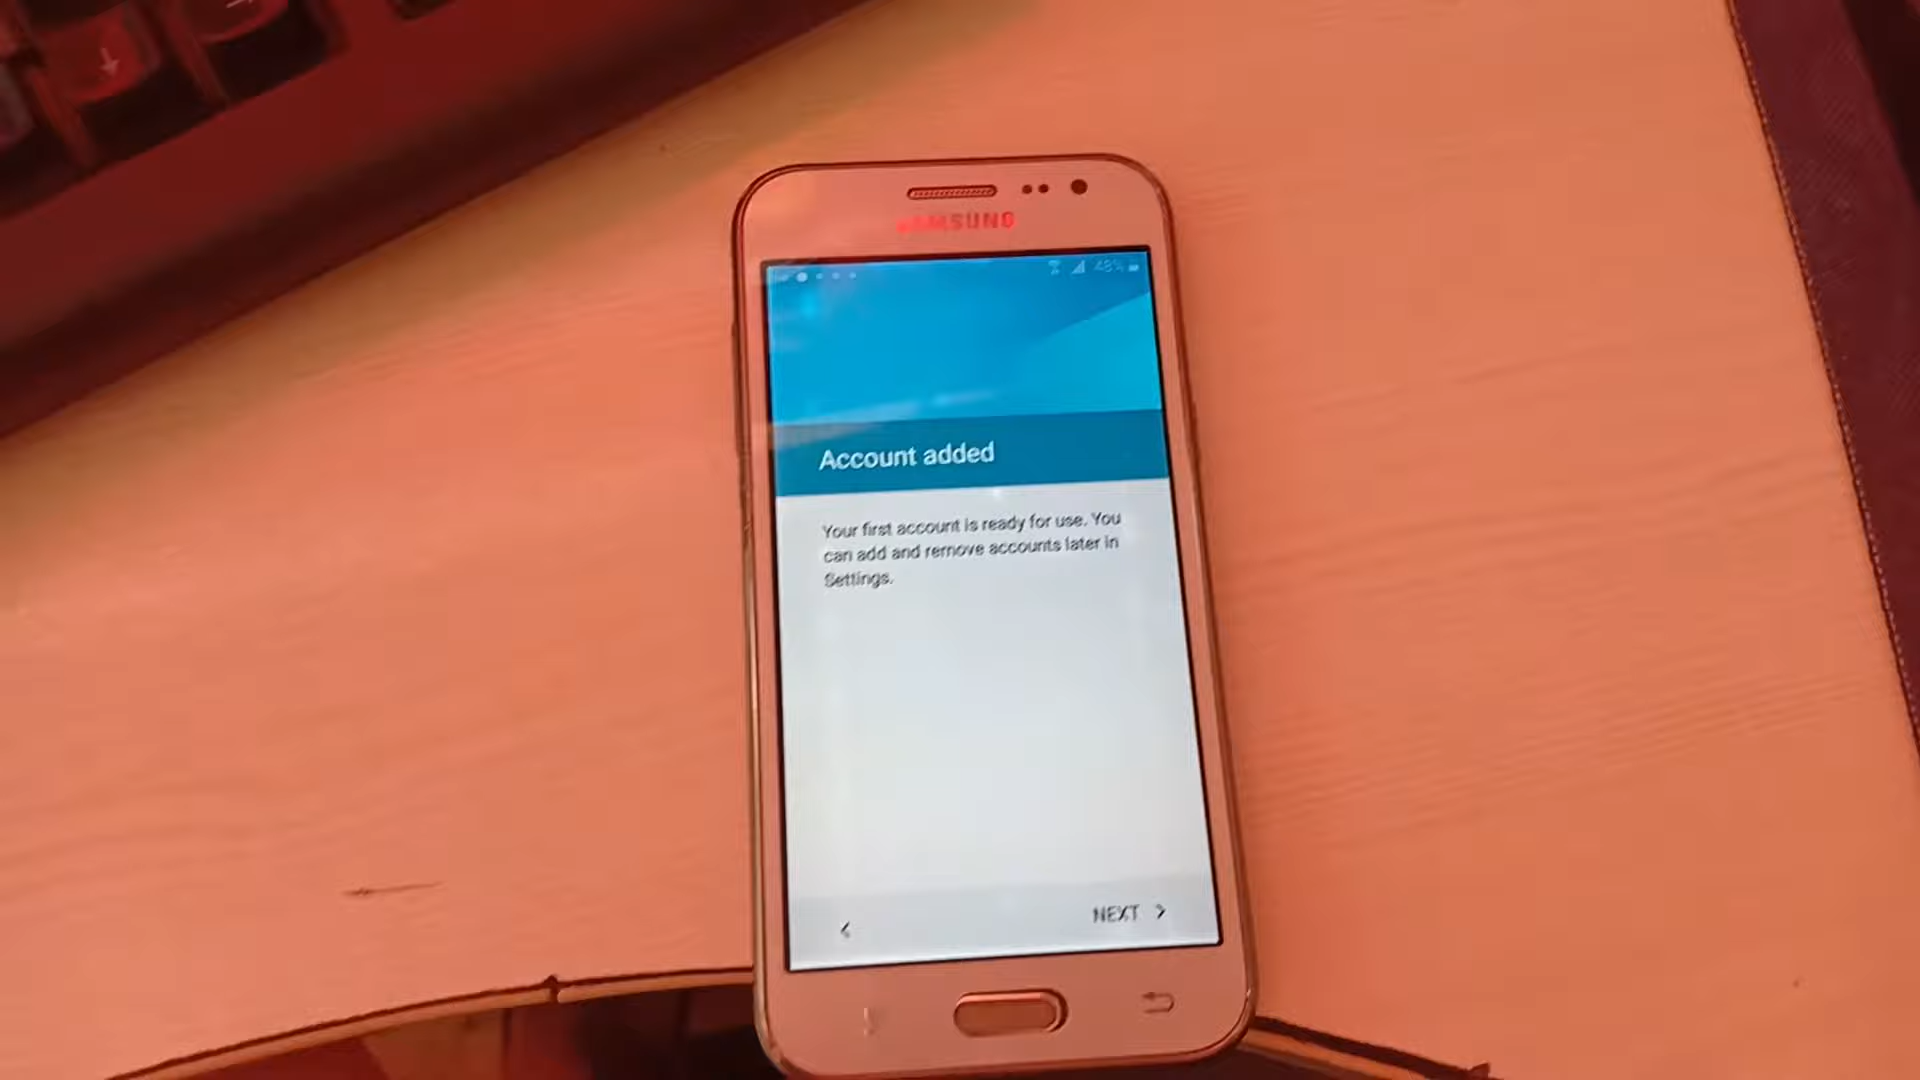 SAMSUNG
48%
Account added
Your first account is ready for use. You
can add and remove accounts later in
Settings.
NEXT